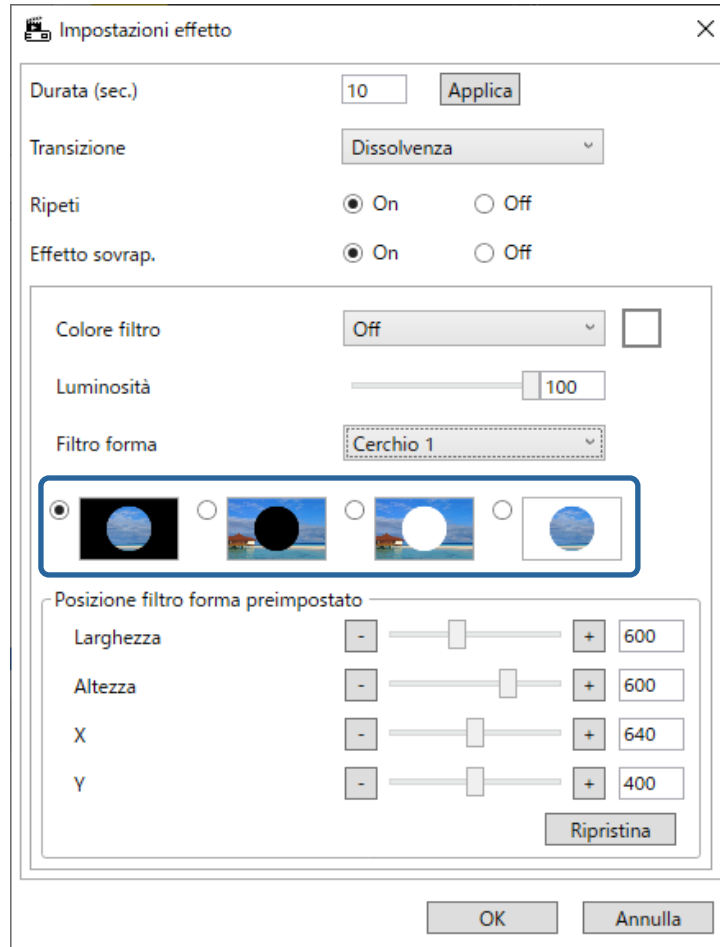 Impostazioni effetto
Durata (sec.) 10 Applica
Transizione Dissolvenza
Ripeti On Off
Effetto sovrap. On Off
Colore filtro Off
Luminosità 100
Filtro forma Cerchio 1
Posizione filtro forma preimpostato
Larghezza - + 600
Altezza - + 600
X - + 640
Y - + 400
Ripristina
OK Annulla